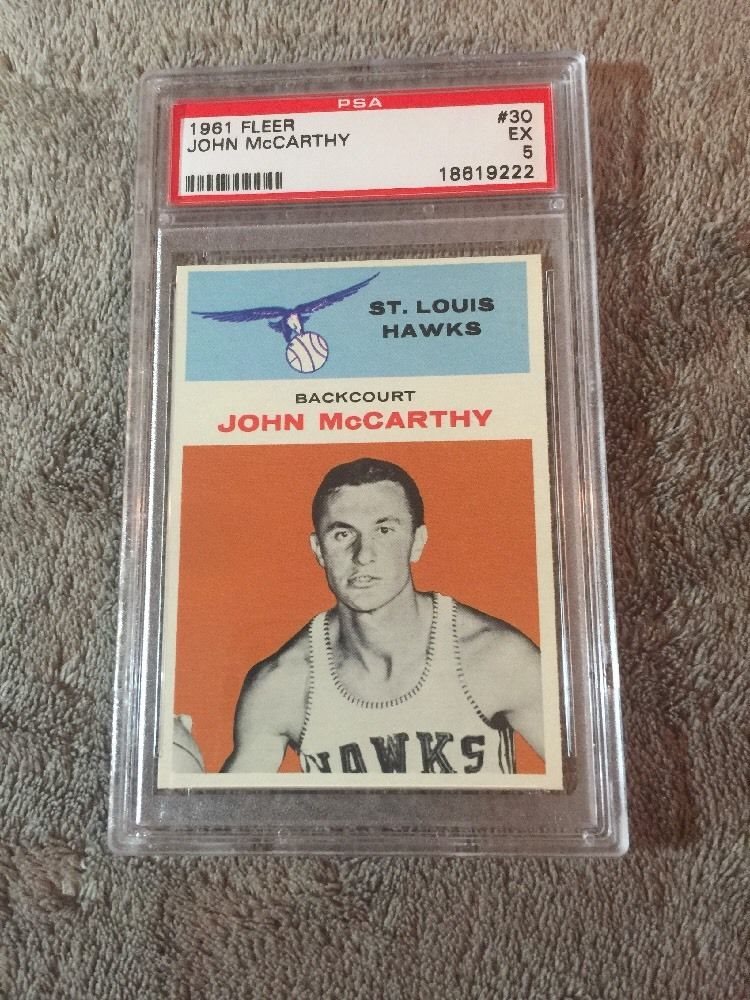 PSA
1961 FLEER #30
JOHN McCARTHY EX
5
18619222
ST. LOUIS
HAWKS
BACKCOURT
JOHN McCARTHY
HAWKS